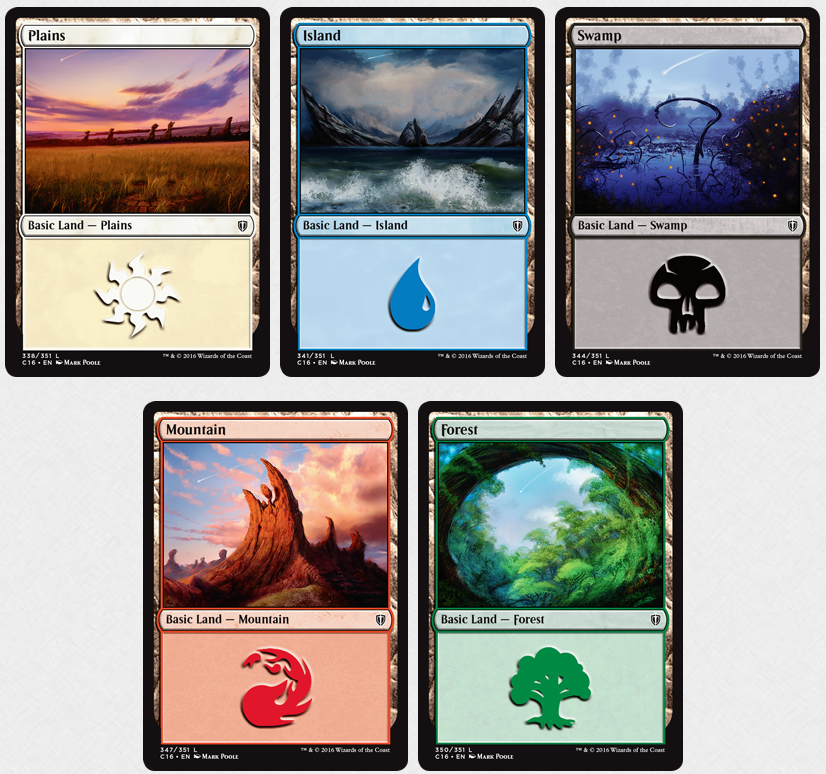 Plains
Basic Land — Plains
338/351 L
C16 • EN Mark Poole
™ & © 2016 Wizards of the Coast
Island
Basic Land — Island
341/351 L
C16 • EN Mark Poole
™ & © 2016 Wizards of the Coast
Swamp
Basic Land — Swamp
344/351 L
C16 • EN Mark Poole
™ & © 2016 Wizards of the Coast
Mountain
Basic Land — Mountain
347/351 L
C16 • EN Mark Poole
™ & © 2016 Wizards of the Coast
Forest
Basic Land — Forest
350/351 L
C16 • EN Mark Poole
™ & © 2016 Wizards of the Coast